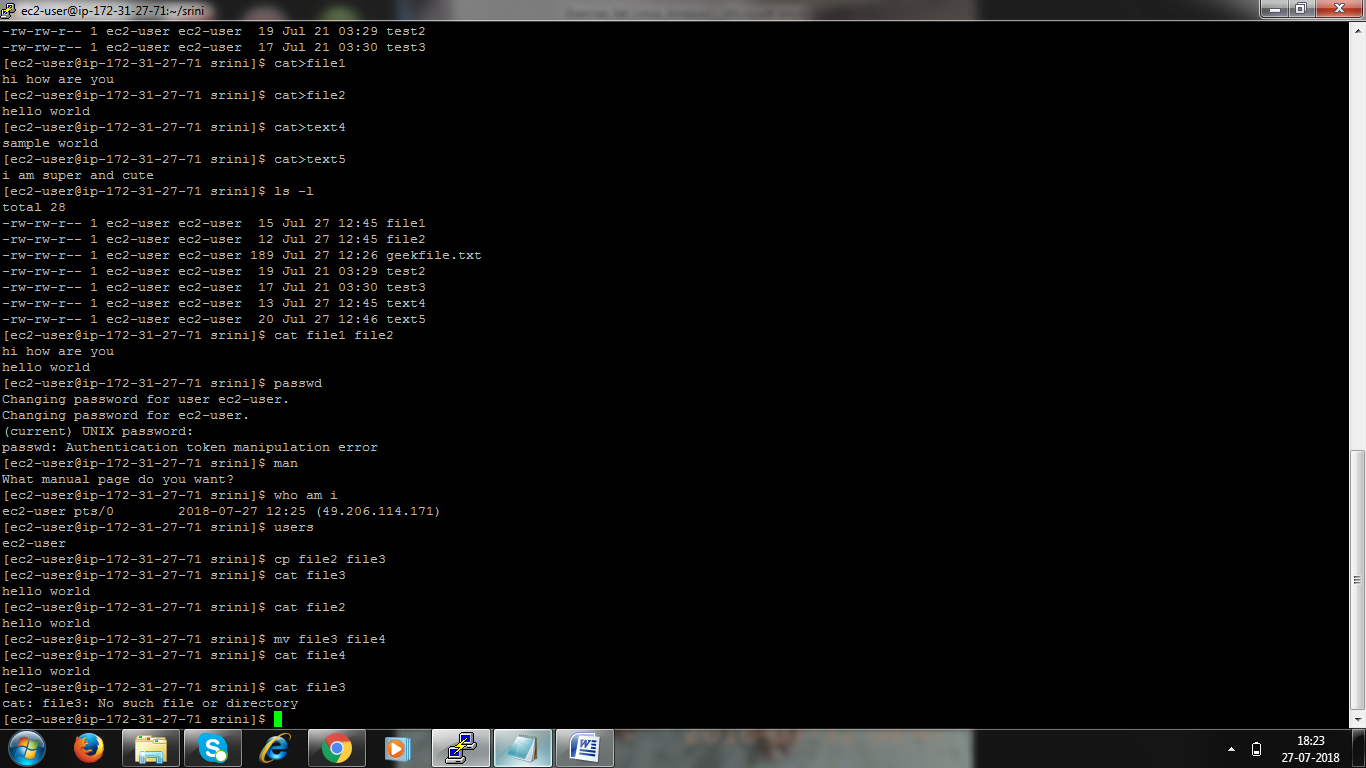 ec2-user@ip-172-31-27-71:~/srini
-rw-rw-r-- 1 ec2-user ec2-user  19 Jul 21 03:29 test2
-rw-rw-r-- 1 ec2-user ec2-user  17 Jul 21 03:30 test3
[ec2-user@ip-172-31-27-71 srini]$ cat>file1
hi how are you
[ec2-user@ip-172-31-27-71 srini]$ cat>file2
hello world
[ec2-user@ip-172-31-27-71 srini]$ cat>text4
sample world
[ec2-user@ip-172-31-27-71 srini]$ cat>text5
i am super and cute
[ec2-user@ip-172-31-27-71 srini]$ ls -l
total 28
-rw-rw-r-- 1 ec2-user ec2-user  15 Jul 27 12:45 file1
-rw-rw-r-- 1 ec2-user ec2-user  12 Jul 27 12:45 file2
-rw-rw-r-- 1 ec2-user ec2-user 189 Jul 27 12:26 geekfile.txt
-rw-rw-r-- 1 ec2-user ec2-user  19 Jul 21 03:29 test2
-rw-rw-r-- 1 ec2-user ec2-user  17 Jul 21 03:30 test3
-rw-rw-r-- 1 ec2-user ec2-user  13 Jul 27 12:45 text4
-rw-rw-r-- 1 ec2-user ec2-user  20 Jul 27 12:46 text5
[ec2-user@ip-172-31-27-71 srini]$ cat file1 file2
hi how are you
hello world
[ec2-user@ip-172-31-27-71 srini]$ passwd
Changing password for user ec2-user.
Changing password for ec2-user.
(current) UNIX password:
passwd: Authentication token manipulation error
[ec2-user@ip-172-31-27-71 srini]$ man
What manual page do you want?
[ec2-user@ip-172-31-27-71 srini]$ who am i
ec2-user pts/0        2018-07-27 12:25 (49.206.114.171)
[ec2-user@ip-172-31-27-71 srini]$ users
ec2-user
[ec2-user@ip-172-31-27-71 srini]$ cp file2 file3
[ec2-user@ip-172-31-27-71 srini]$ cat file3
hello world
[ec2-user@ip-172-31-27-71 srini]$ cat file2
hello world
[ec2-user@ip-172-31-27-71 srini]$ mv file3 file4
[ec2-user@ip-172-31-27-71 srini]$ cat file4
hello world
[ec2-user@ip-172-31-27-71 srini]$ cat file3
cat: file3: No such file or directory
[ec2-user@ip-172-31-27-71 srini]$
18:23
27-07-2018